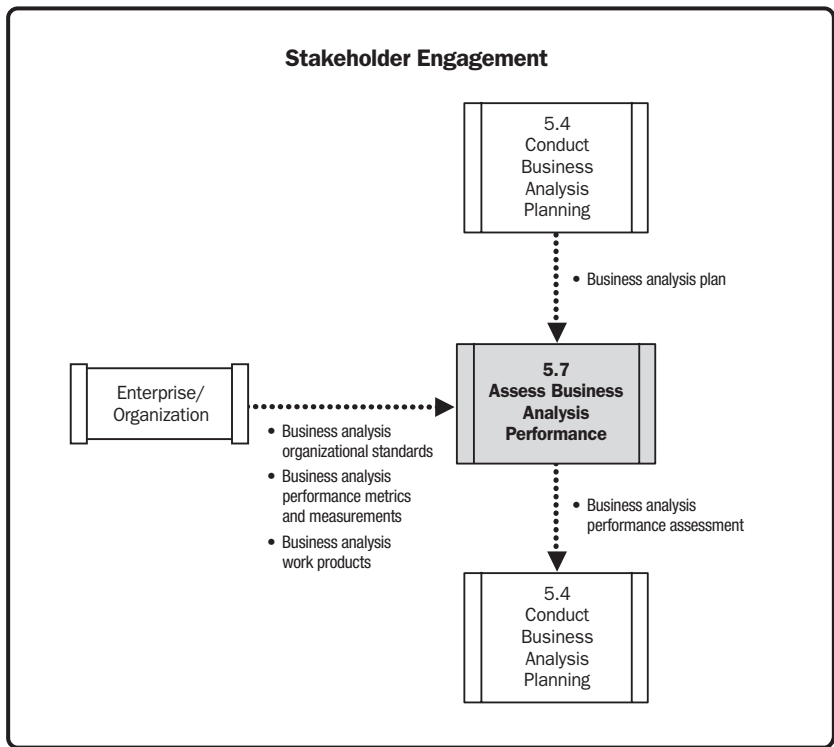 Stakeholder Engagement
5.4
Conduct
Business
Analysis
Planning
• Business analysis plan
Enterprise/
Organization
5.7
Assess Business
Analysis
Performance
• Business analysis
organizational standards
• Business analysis
performance metrics
and measurements
• Business analysis
work products
• Business analysis
performance assessment
5.4
Conduct
Business
Analysis
Planning